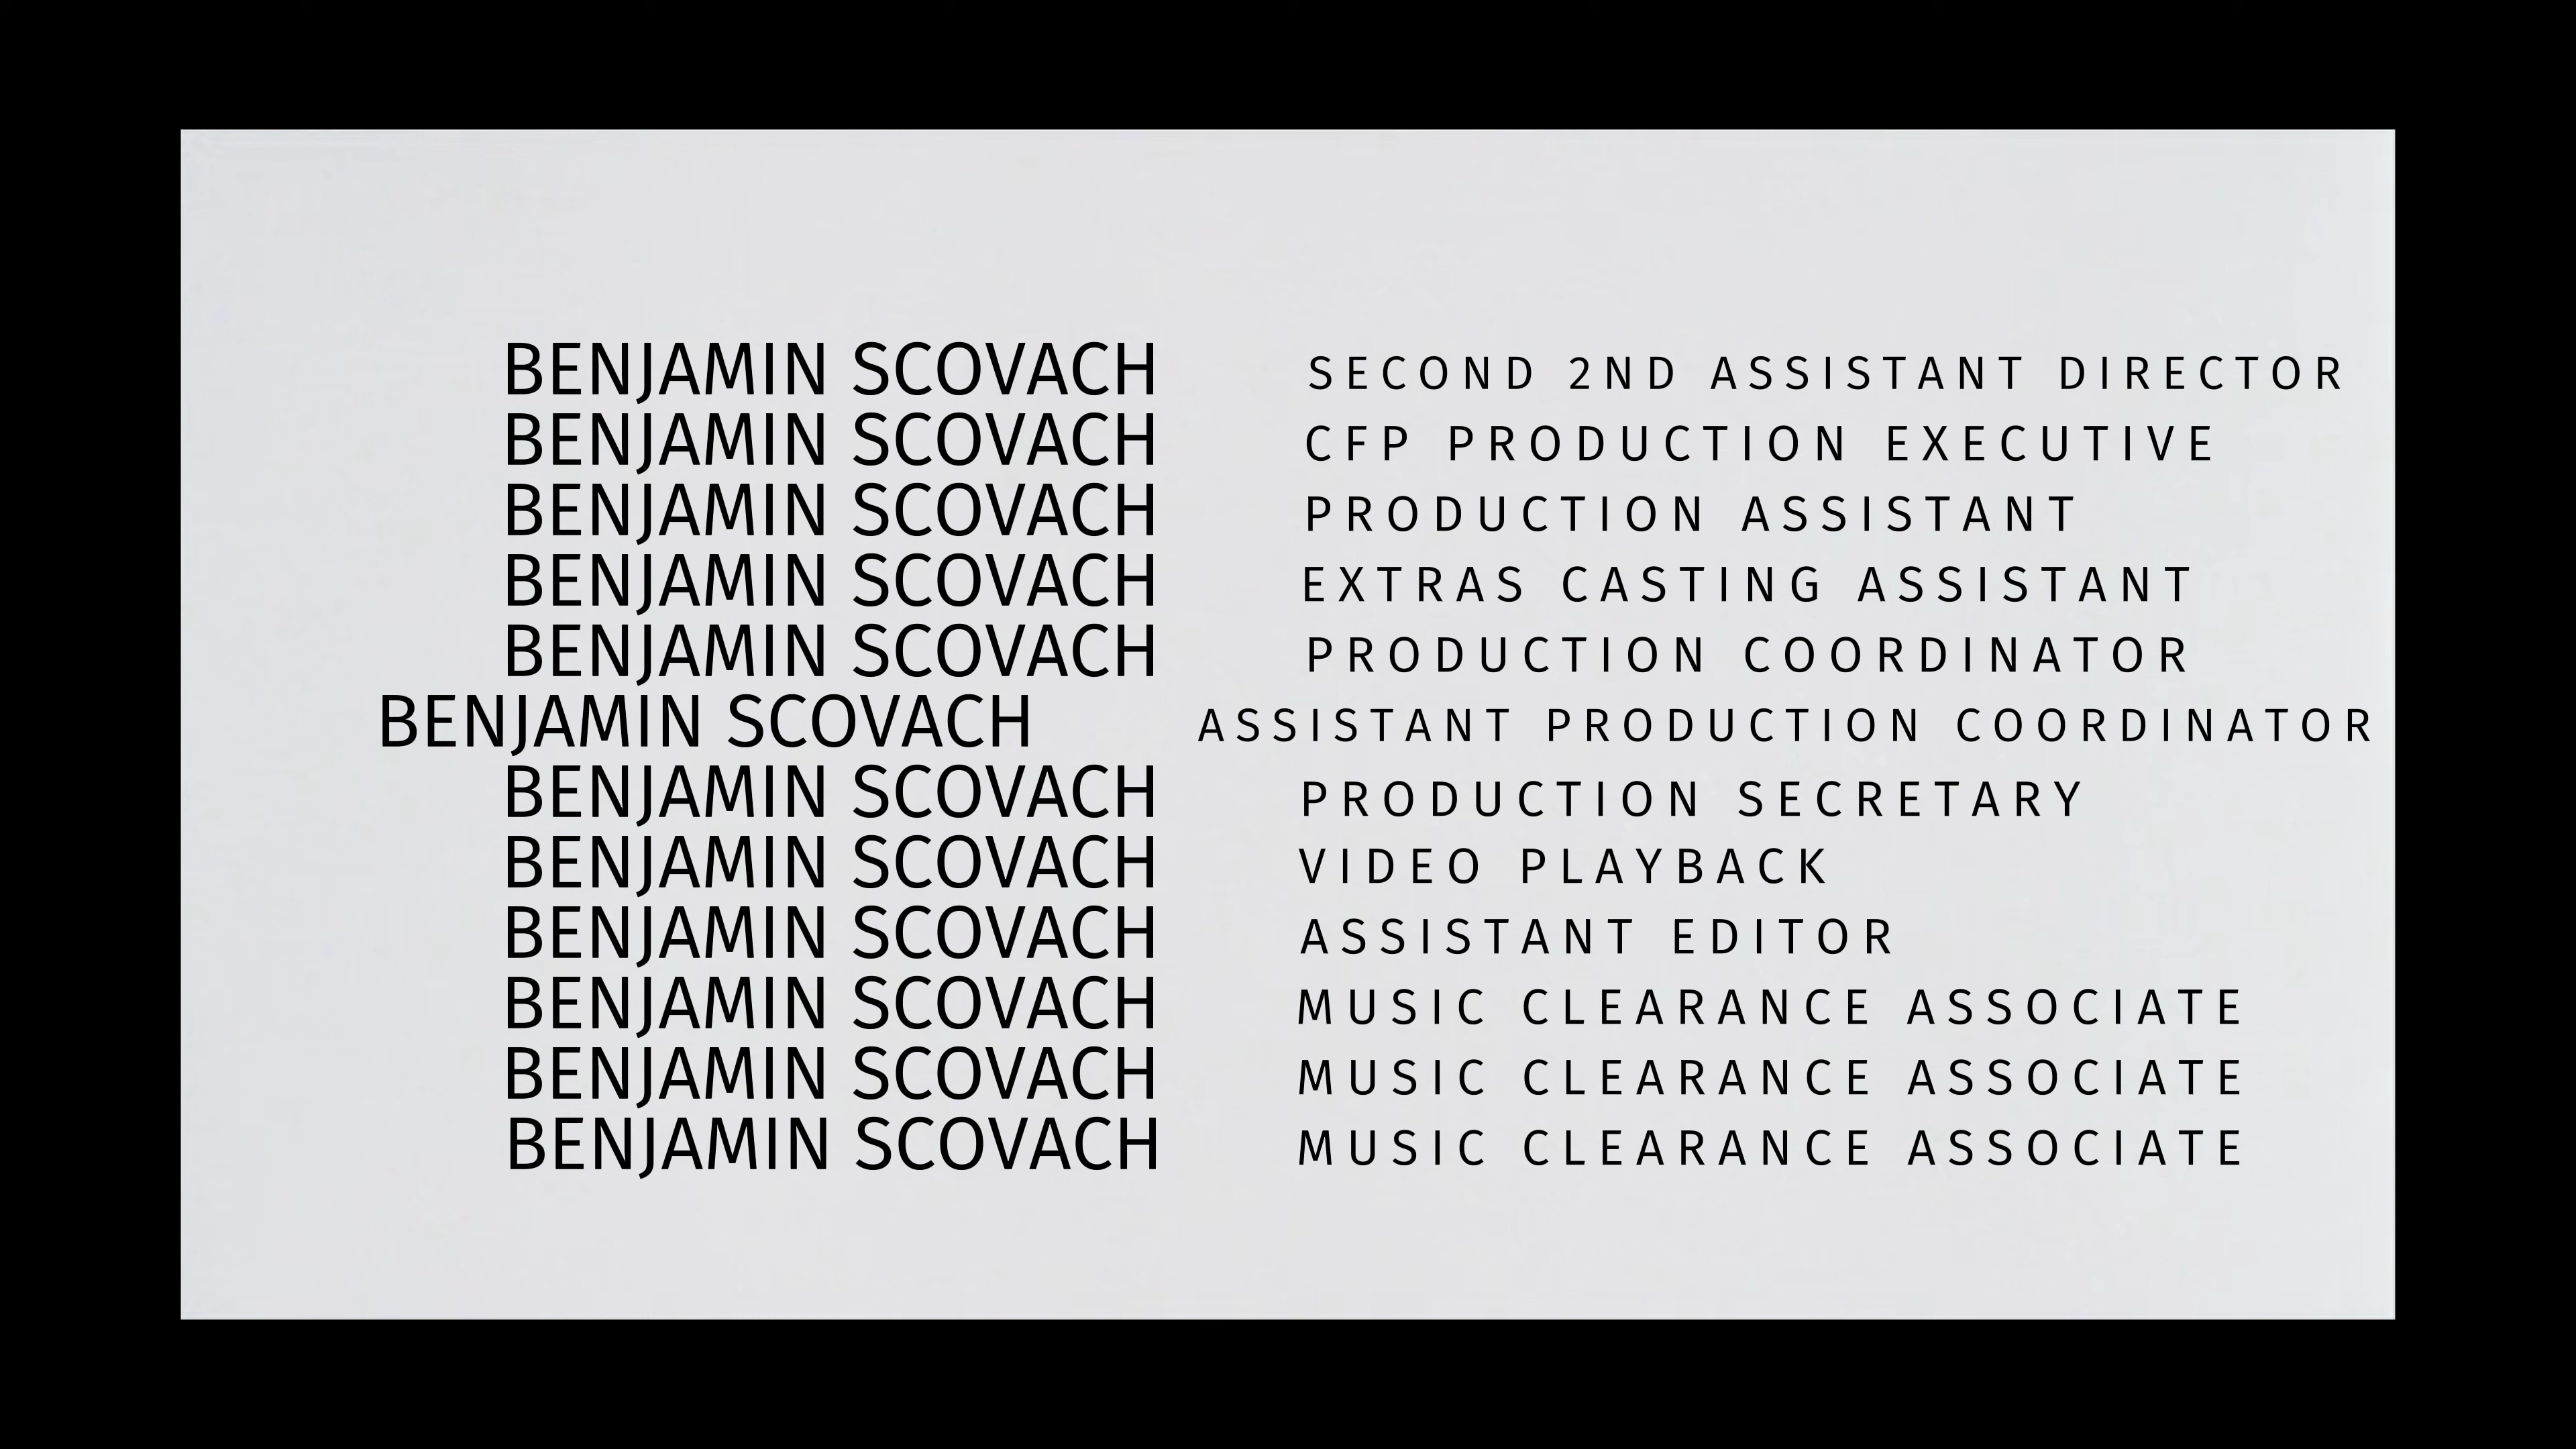 BENJAMIN SCOVACH SECOND 2ND ASSISTANT DIRECTOR
BENJAMIN SCOVACH CFP PRODUCTION EXECUTIVE
BENJAMIN SCOVACH PRODUCTION ASSISTANT
BENJAMIN SCOVACH EXTRAS CASTING ASSISTANT
BENJAMIN SCOVACH PRODUCTION COORDINATOR
BENJAMIN SCOVACH ASSISTANT PRODUCTION COORDINATOR
BENJAMIN SCOVACH PRODUCTION SECRETARY
BENJAMIN SCOVACH VIDEO PLAYBACK
BENJAMIN SCOVACH ASSISTANT EDITOR
BENJAMIN SCOVACH MUSIC CLEARANCE ASSOCIATE
BENJAMIN SCOVACH MUSIC CLEARANCE ASSOCIATE
BENJAMIN SCOVACH MUSIC CLEARANCE ASSOCIATE